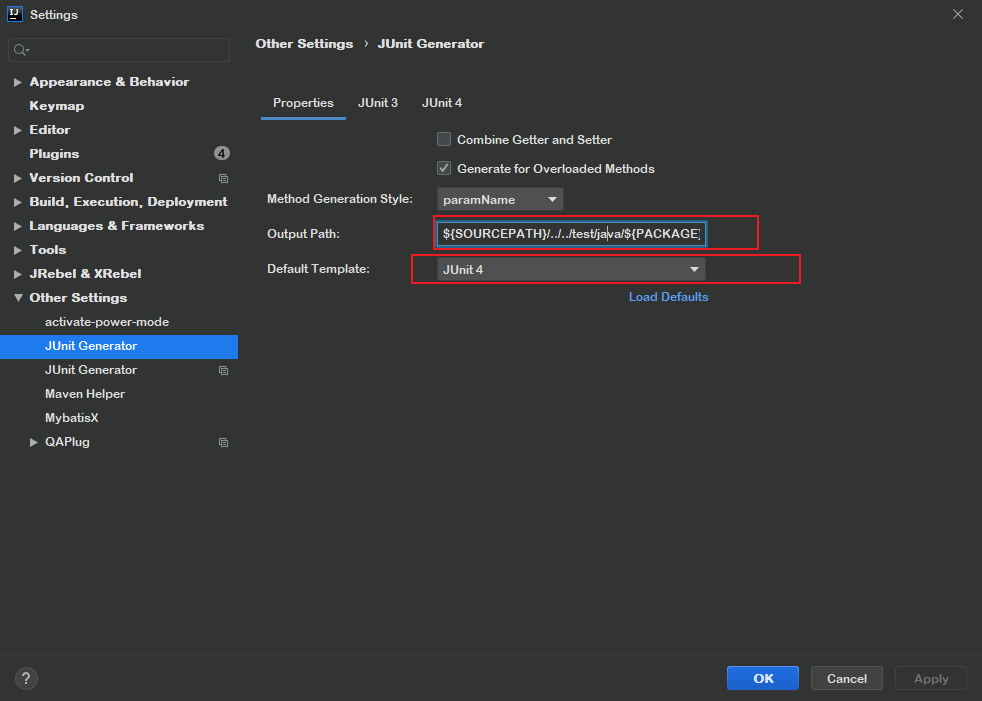 IJ Settings
Other Settings › JUnit Generator
Appearance & Behavior
Keymap
Editor
Plugins 4
Version Control
Build, Execution, Deployment
Languages & Frameworks
Tools
JRebel & XRebel
Other Settings
activate-power-mode
JUnit Generator
JUnit Generator
Maven Helper
MybatisX
QAPlug
Properties JUnit 3 JUnit 4
Combine Getter and Setter
Generate for Overloaded Methods
Method Generation Style: paramName
Output Path: ${SOURCEPATH}/../../test/java/${PACKAGE}
Default Template: JUnit 4
Load Defaults
? OK Cancel Apply